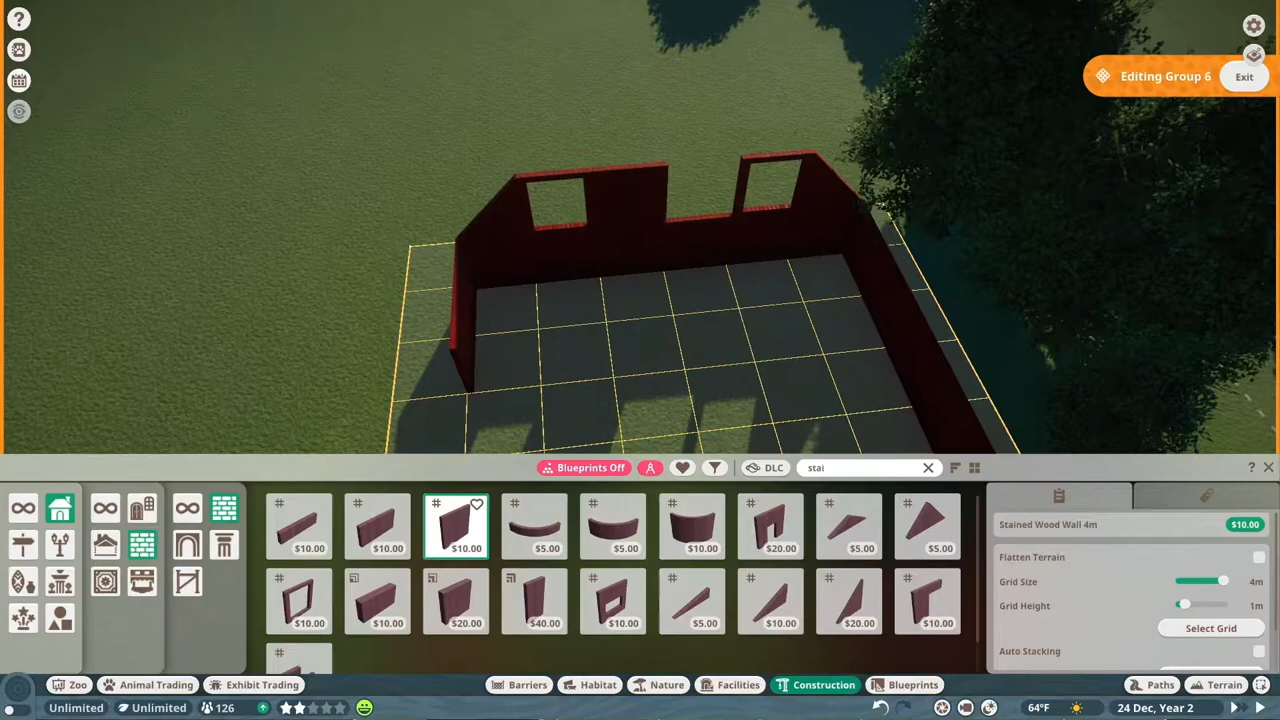 Editing Group 6 Exit
Blueprints Off DLC stai
$10.00 $10.00 $10.00 $5.00 $5.00 $10.00 $20.00 $5.00 $5.00
$10.00 $10.00 $20.00 $40.00 $10.00 $5.00 $10.00 $20.00 $10.00
Stained Wood Wall 4m $10.00
Flatten Terrain
Grid Size 4m
Grid Height 1m
Select Grid
Auto Stacking
Zoo Animal Trading Exhibit Trading Barriers Habitat Nature Facilities Construction Blueprints Paths Terrain
Unlimited Unlimited 126 64°F 24 Dec, Year 2